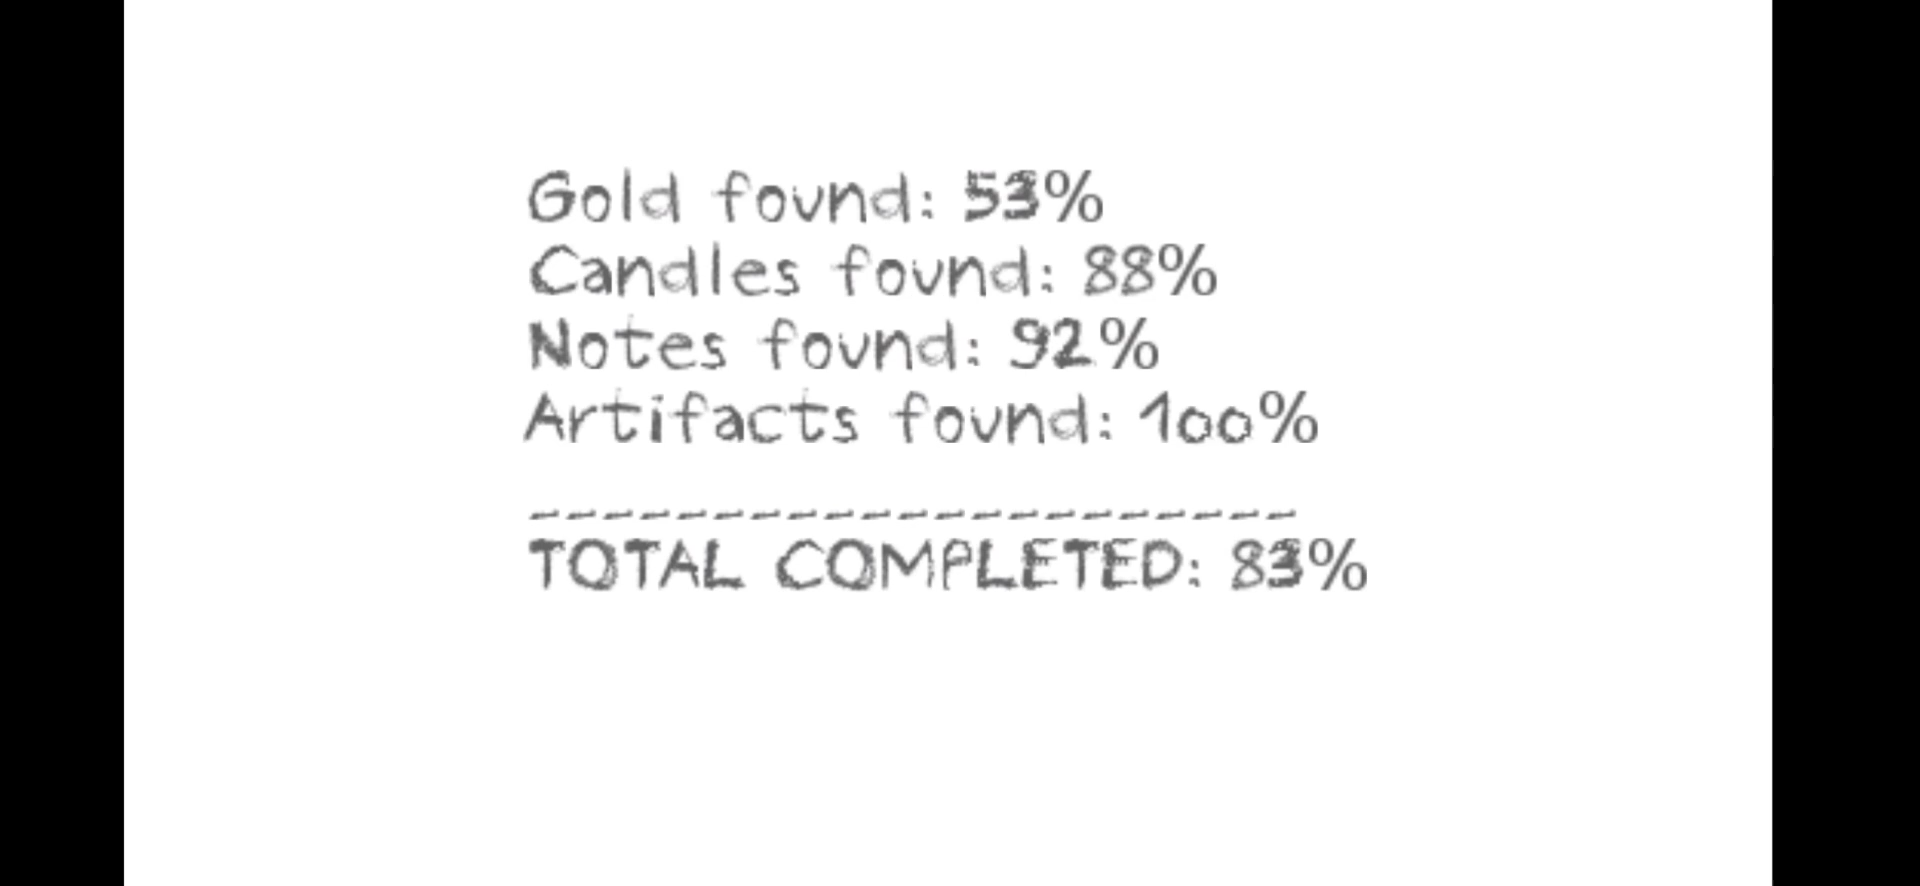 Gold found: 53%
Candles found: 88%
Notes found: 92%
Artifacts found: 100%
---------------------
TOTAL COMPLETED: 83%